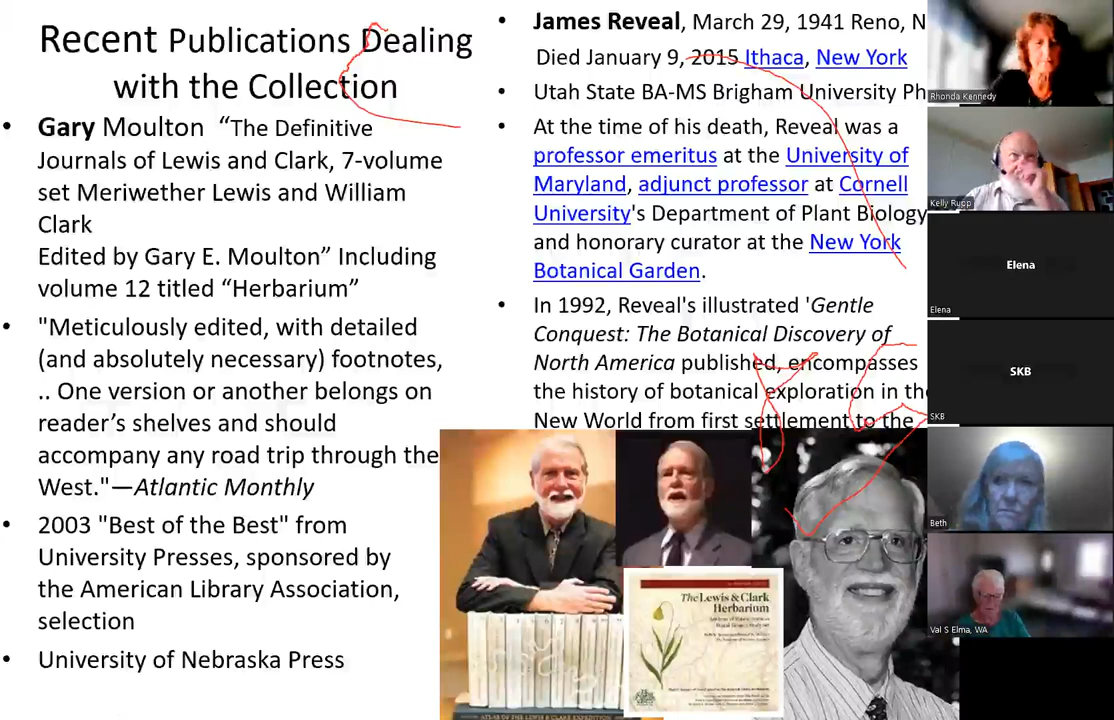 Recent Publications Dealing
with the Collection
• Gary Moulton “The Definitive
Journals of Lewis and Clark, 7-volume
set Meriwether Lewis and William
Clark
Edited by Gary E. Moulton” Including
volume 12 titled “Herbarium”
• "Meticulously edited, with detailed
(and absolutely necessary) footnotes,
.. One version or another belongs on
reader’s shelves and should
accompany any road trip through the
West."—Atlantic Monthly
• 2003 "Best of the Best" from
University Presses, sponsored by
the American Library Association,
selection
• University of Nebraska Press
• James Reveal, March 29, 1941 Reno, N
Died January 9, 2015 Ithaca, New York
• Utah State BA-MS Brigham University Ph
• At the time of his death, Reveal was a
professor emeritus at the University of
Maryland, adjunct professor at Cornell
University's Department of Plant Biology
and honorary curator at the New York
Botanical Garden.
• In 1992, Reveal's illustrated 'Gentle
Conquest: The Botanical Discovery of
North America published, encompasses
the history of botanical exploration in the
New World from first settlement to the
The Lewis & Clark
Herbarium
ATLAS OF THE LEWIS & CLARK EXPEDITION
Rhonda Kennedy
Kelly Rupp
Elena
Elena
SKB
SKB
Beth
Val S Elma, WA